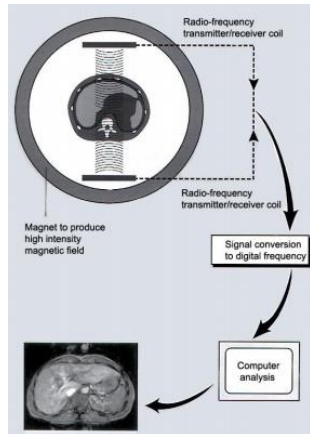 Radio-frequency
transmitter/receiver coil
Radio-frequency
transmitter/receiver coil
Magnet to produce
high intensity
magnetic field
Signal conversion
to digital frequency
Computer
analysis